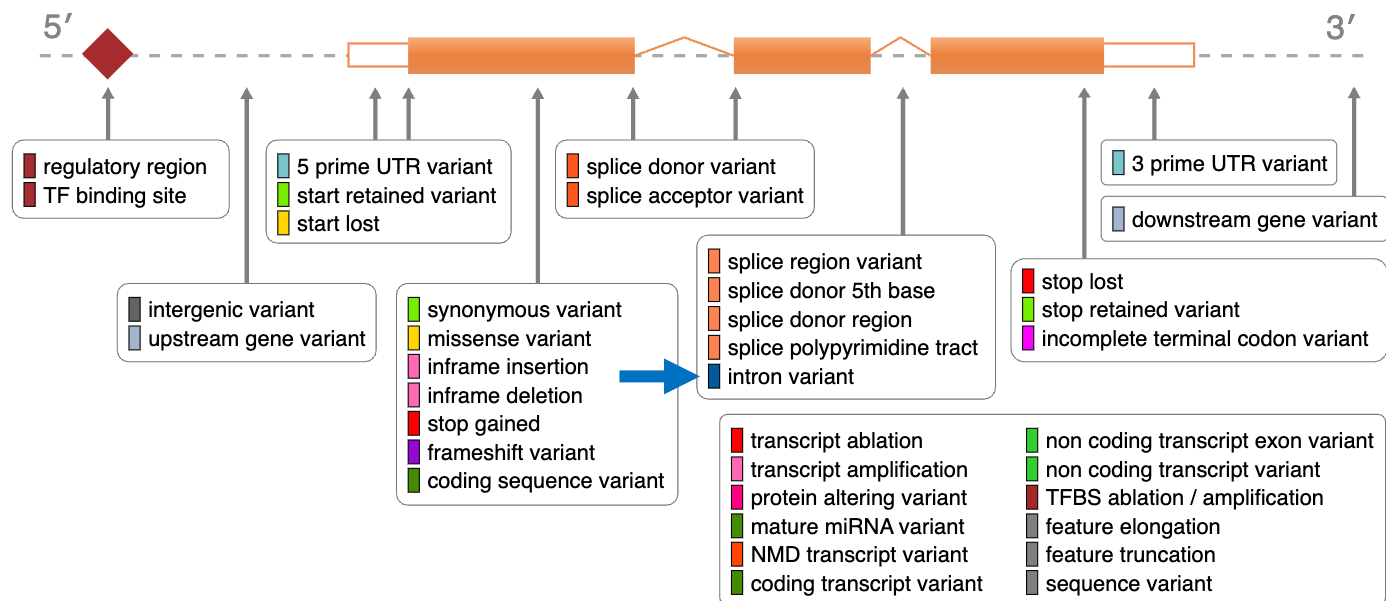 5′
3′
regulatory region
TF binding site
5 prime UTR variant
start retained variant
start lost
splice donor variant
splice acceptor variant
3 prime UTR variant
downstream gene variant
intergenic variant
upstream gene variant
synonymous variant
missense variant
inframe insertion
inframe deletion
stop gained
frameshift variant
coding sequence variant
splice region variant
splice donor 5th base
splice donor region
splice polypyrimidine tract
intron variant
stop lost
stop retained variant
incomplete terminal codon variant
transcript ablation
transcript amplification
protein altering variant
mature miRNA variant
NMD transcript variant
coding transcript variant
non coding transcript exon variant
non coding transcript variant
TFBS ablation / amplification
feature elongation
feature truncation
sequence variant